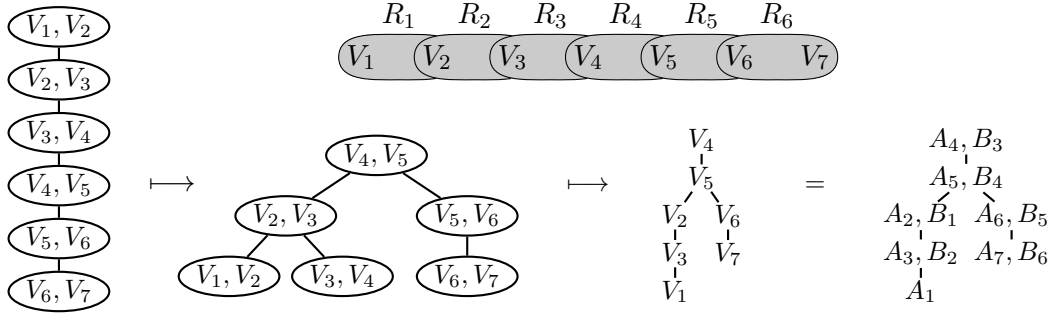 V₁, V₂
V₂, V₃
V₃, V₄
V₄, V₅
V₅, V₆
V₆, V₇
R₁ R₂ R₃ R₄ R₅ R₆
V₁ V₂ V₃ V₄ V₅ V₆ V₇
⟼
V₄, V₅
V₂, V₃ V₅, V₆
V₁, V₂ V₃, V₄ V₆, V₇
⟼
V₄
V₅
V₂ V₆
V₃ V₇
V₁
=
A₄, B₃
A₅, B₄
A₂, B₁ A₆, B₅
A₃, B₂ A₇, B₆
A₁